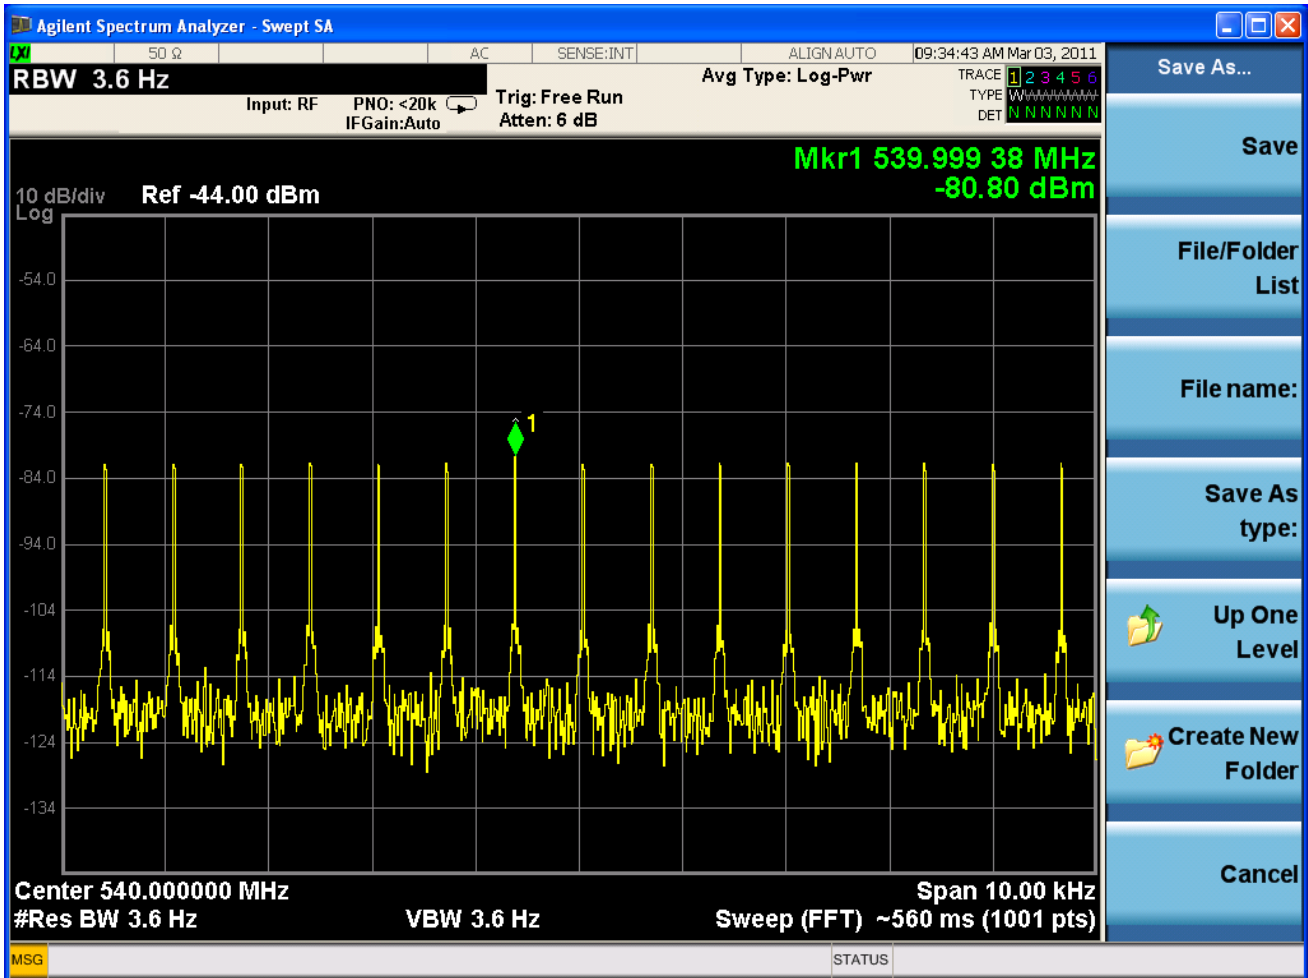 Agilent Spectrum Analyzer - Swept SA
LXI 50 Ω AC SENSE:INT ALIGN AUTO 09:34:43 AM Mar 03, 2011
RBW 3.6 Hz
Input: RF PNO: <20k Trig: Free Run
IFGain:Auto Atten: 6 dB
Avg Type: Log-Pwr
TRACE 1 2 3 4 5 6
TYPE WWWWWW
DET N N N N N N
Mkr1 539.999 38 MHz
-80.80 dBm
10 dB/div Ref -44.00 dBm
Log
-54.0
-64.0
-74.0
1
-84.0
-94.0
-104
-114
-124
-134
Center 540.000000 MHz Span 10.00 kHz
#Res BW 3.6 Hz VBW 3.6 Hz Sweep (FFT) ~560 ms (1001 pts)
MSG STATUS
Save As...
Save
File/Folder
List
File name:
Save As
type:
Up One
Level
Create New
Folder
Cancel